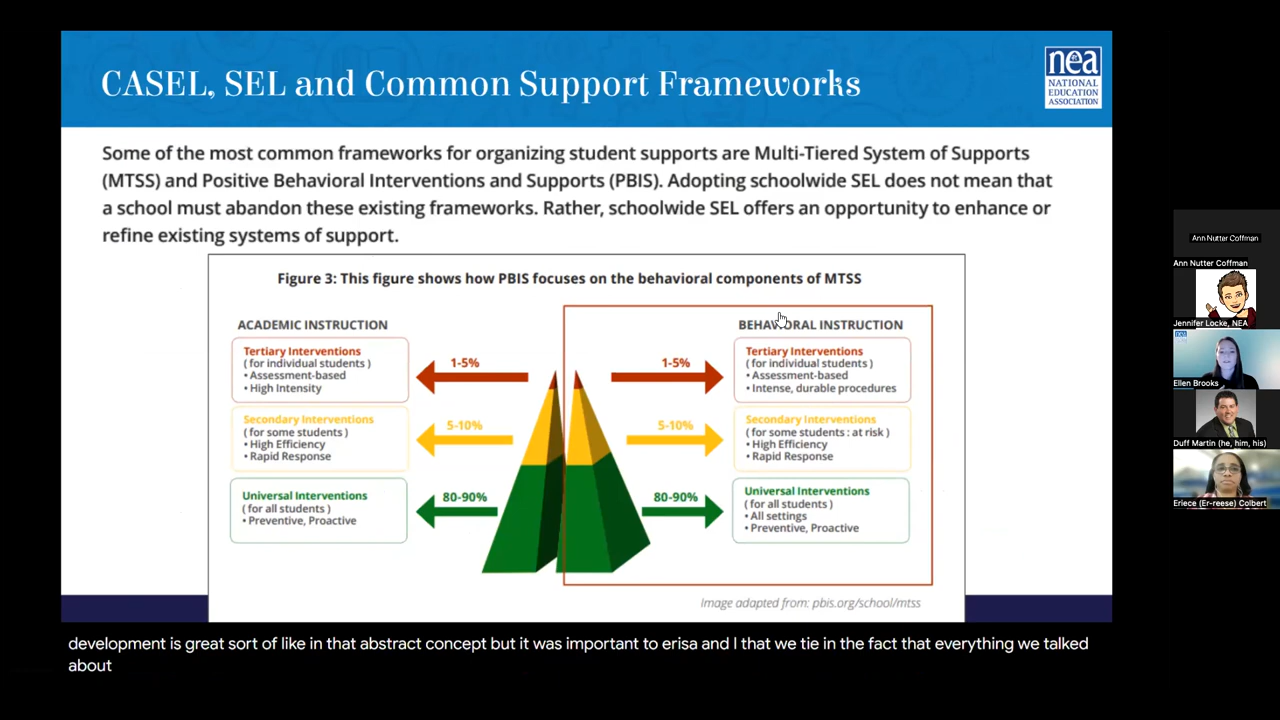 CASEL, SEL and Common Support Frameworks
nea
NATIONAL
EDUCATION
ASSOCIATION
Some of the most common frameworks for organizing student supports are Multi-Tiered System of Supports
(MTSS) and Positive Behavioral Interventions and Supports (PBIS). Adopting schoolwide SEL does not mean that
a school must abandon these existing frameworks. Rather, schoolwide SEL offers an opportunity to enhance or
refine existing systems of support.
Figure 3: This figure shows how PBIS focuses on the behavioral components of MTSS
ACADEMIC INSTRUCTION
Tertiary Interventions
( for individual students )
• Assessment-based
• High Intensity
1-5%
Secondary Interventions
( for some students )
• High Efficiency
• Rapid Response
5-10%
Universal Interventions
( for all students )
• Preventive, Proactive
80-90%
BEHAVIORAL INSTRUCTION
1-5%
Tertiary Interventions
( for individual students )
• Assessment-based
• Intense, durable procedures
5-10%
Secondary Interventions
( for some students : at risk )
• High Efficiency
• Rapid Response
80-90%
Universal Interventions
( for all students )
• All settings
• Preventive, Proactive
Image adapted from: pbis.org/school/mtss
Ann Nutter Coffman
Ann Nutter Coffman
Jennifer Locke, NEA
nea
Ellen Brooks
Duff Martin (he, him, his)
Erlece (Er-reese) Colbert
development is great sort of like in that abstract concept but it was important to erisa and I that we tie in the fact that everything we talked
about